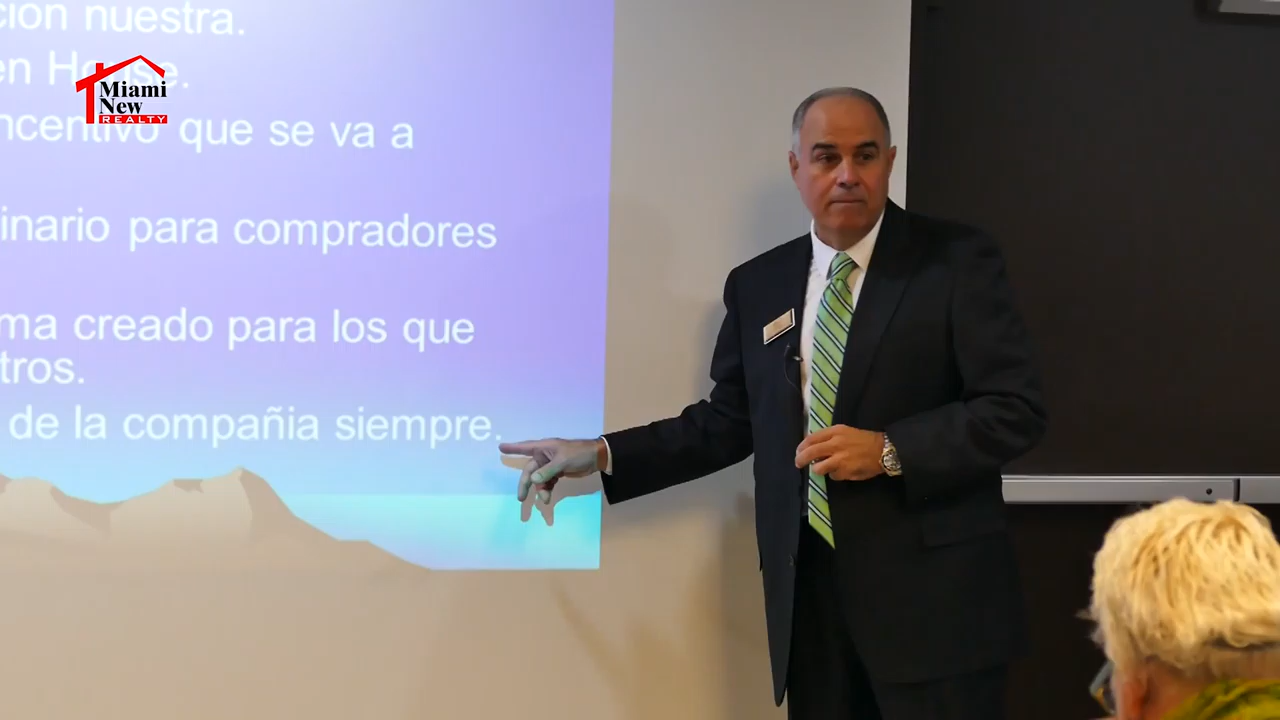 ción nuestra.
en House.
Miami
New
REALTY
ncentivo que se va a
inario para compradores
ma creado para los que
tros.
de la compañia siempre.